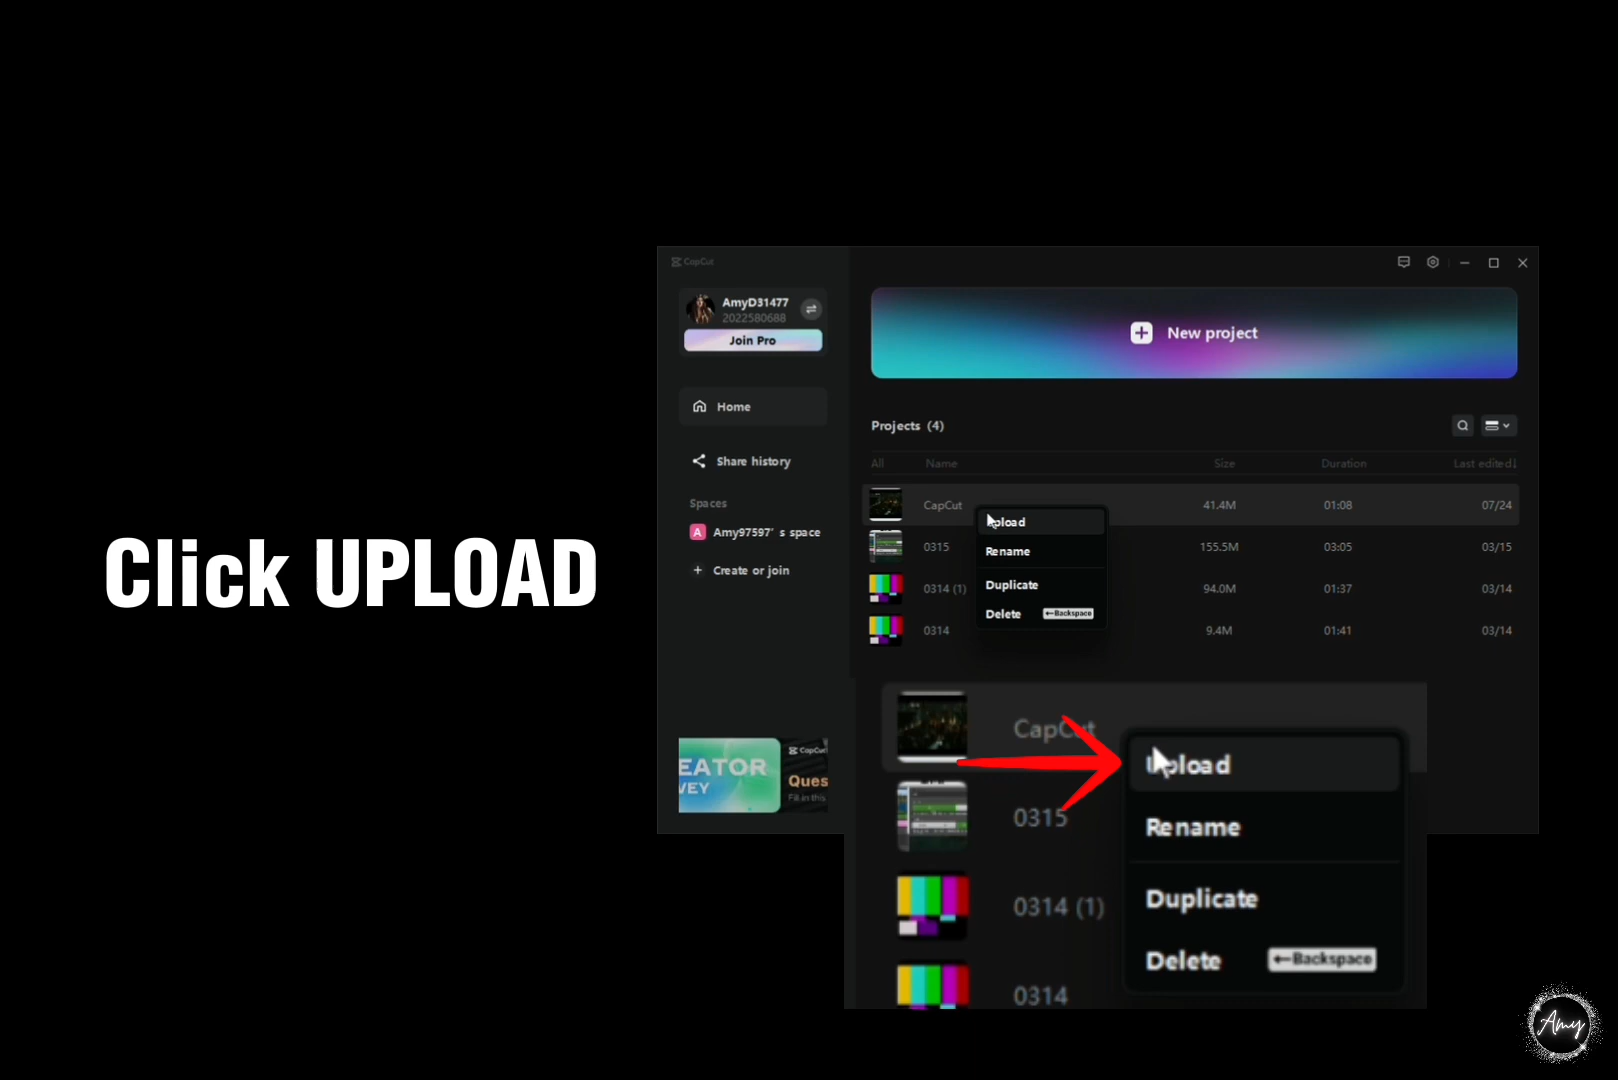 Click UPLOAD
CapCut
AmyD31477
2022580688
Join Pro
Home
Share history
Spaces
A Amy97597's space
+ Create or join
EATOR
VEY
CapCut
Ques
Fill in this
New project
Projects (4)
All Name Size Duration Last edited↓
CapCut 41.4M 01:08 07/24
0315 155.5M 03:05 03/15
0314 (1) 94.0M 01:37 03/14
0314 9.4M 01:41 03/14
Upload
Rename
Duplicate
Delete ←Backspace
CapCut
0315
0314 (1)
0314
Upload
Rename
Duplicate
Delete ←Backspace
Amy